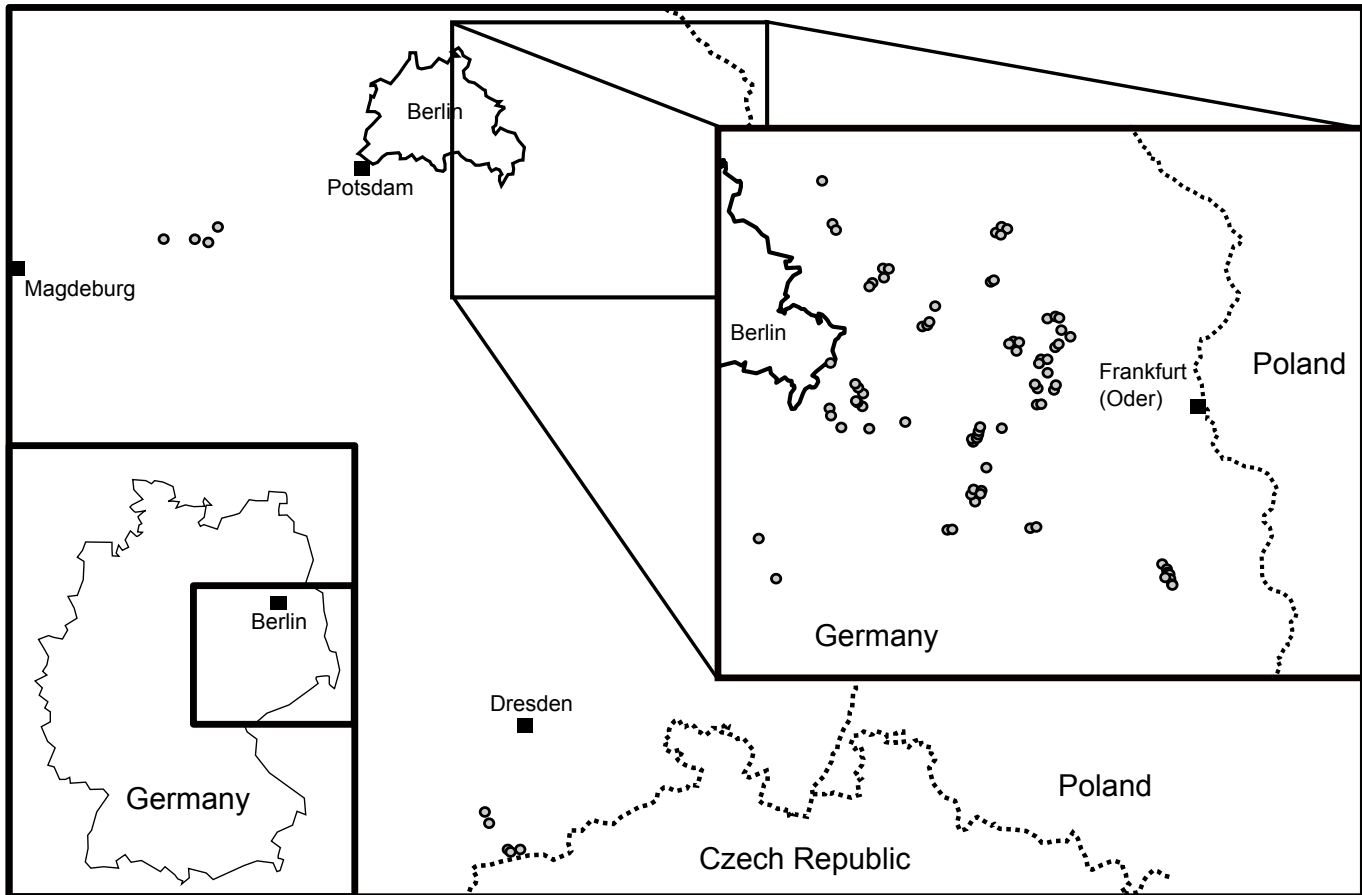 Berlin
Potsdam
Magdeburg
Berlin
Frankfurt
(Oder)
Poland
Germany
Berlin
Germany
Dresden
Poland
Czech Republic